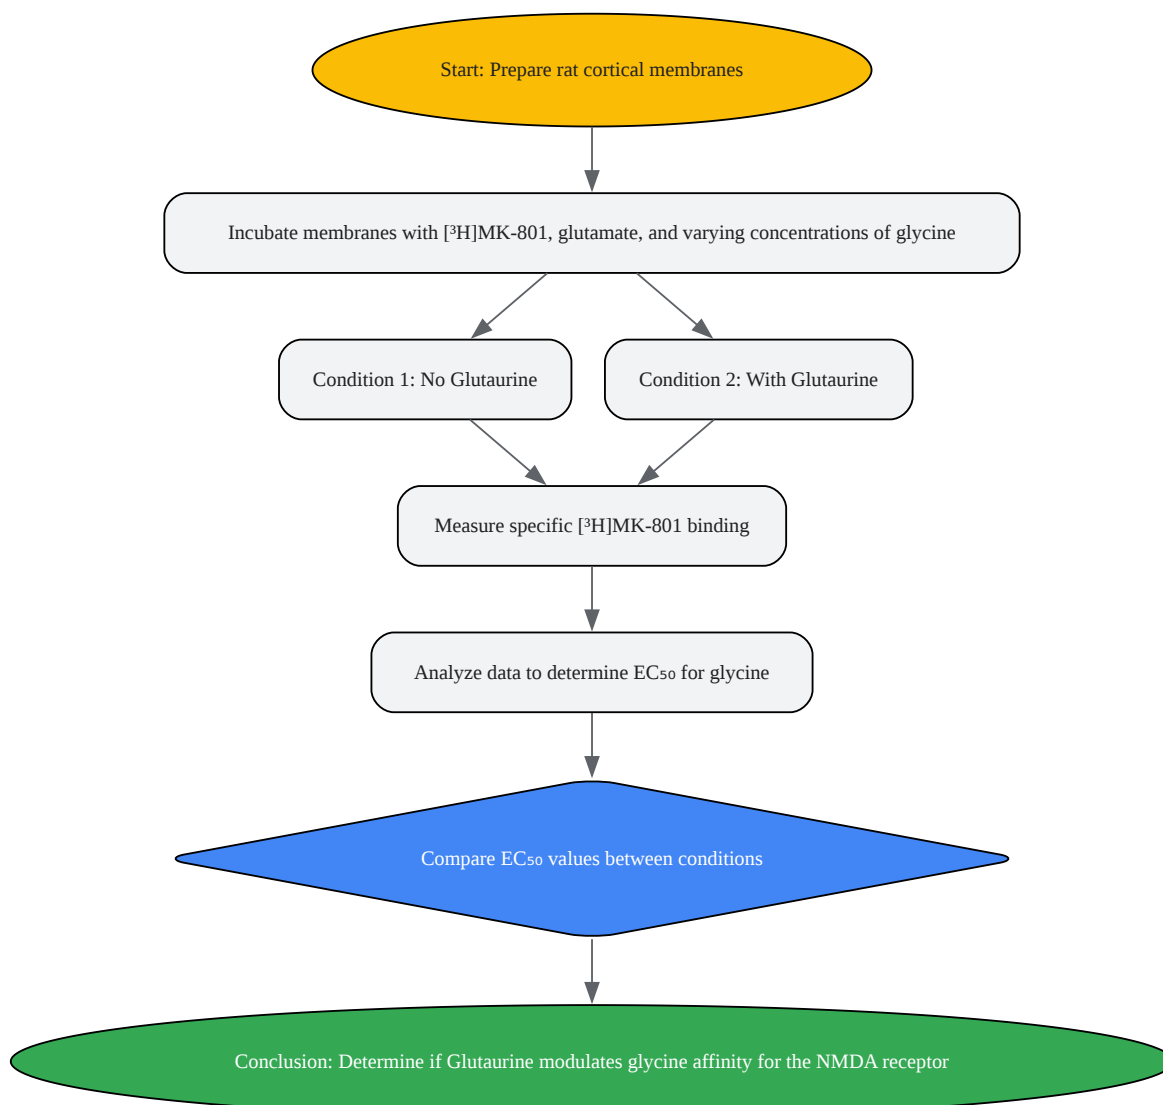 Start: Prepare rat cortical membranes
Incubate membranes with [³H]MK-801, glutamate, and varying concentrations of glycine
Condition 1: No Glutaurine
Condition 2: With Glutaurine
Measure specific [³H]MK-801 binding
Analyze data to determine EC₅₀ for glycine
Compare EC₅₀ values between conditions
Conclusion: Determine if Glutaurine modulates glycine affinity for the NMDA receptor